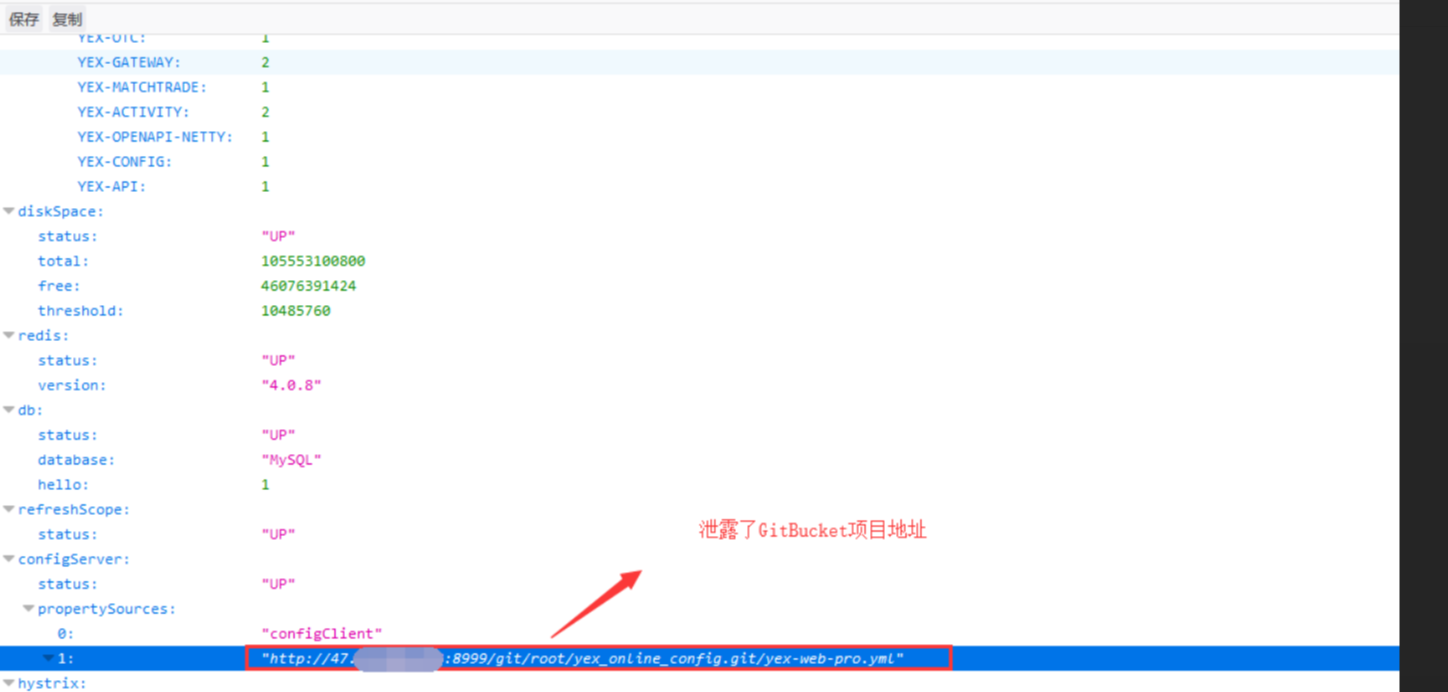 保存 复制
YEX-OTC: 1
YEX-GATEWAY: 2
YEX-MATCHTRADE: 1
YEX-ACTIVITY: 2
YEX-OPENAPI-NETTY: 1
YEX-CONFIG: 1
YEX-API: 1
diskSpace:
status: "UP"
total: 105553100800
free: 46076391424
threshold: 10485760
redis:
status: "UP"
version: "4.0.8"
db:
status: "UP"
database: "MySQL"
hello: 1
refreshScope:
泄露了GitBucket项目地址
status: "UP"
configServer:
status: "UP"
propertySources:
0: "configClient"
1: "http://47. :8999/git/root/yex_online_config.git/yex-web-pro.yml"
hystrix: